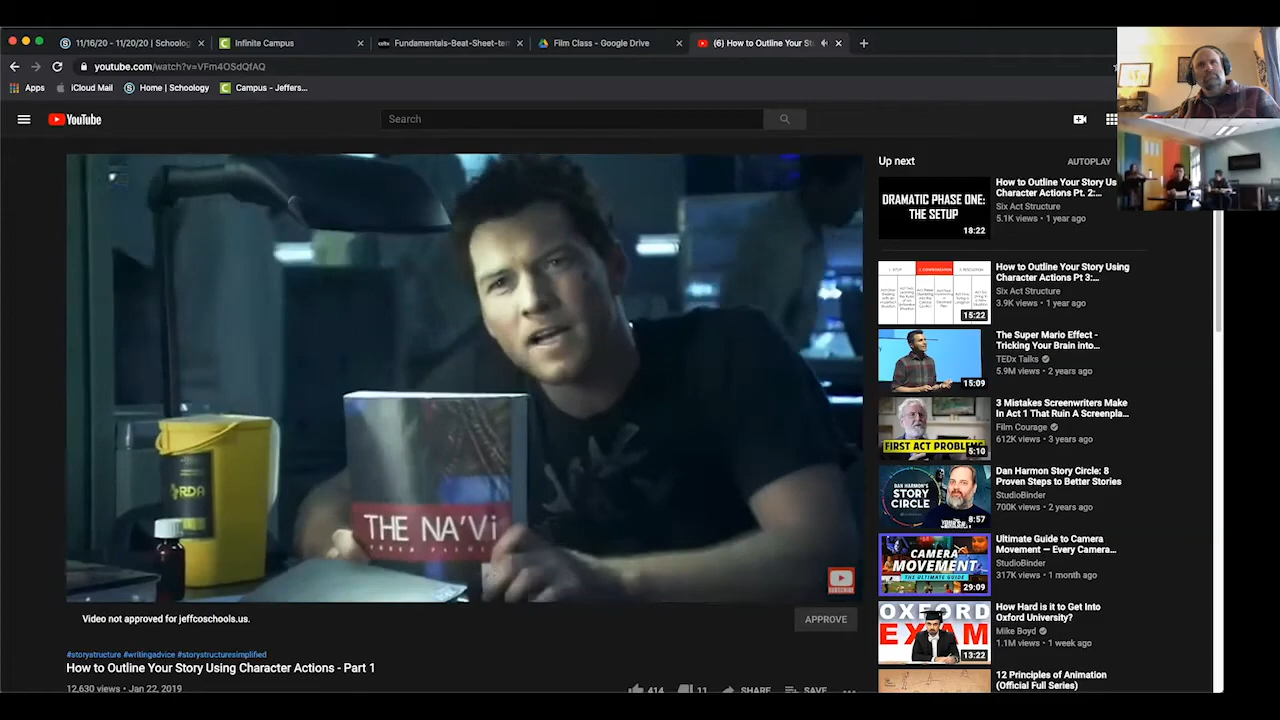 11/16/20 - 11/20/20 | Schoolog
Infinite Campus
Fundamentals-Beat-Sheet-te
Film Class - Google Drive
(6) How to Outline Your St
youtube.com/watch?v=VFm4OSdQfAQ
Apps
iCloud Mail
Home | Schoology
Campus - Jeffers...
YouTube
Search
RDA
THE NA'Vi
SUBSCRIBE
Video not approved for jeffcoschools.us.
APPROVE
#storystructure #writingadvice #storystructuresimplified
How to Outline Your Story Using Character Actions - Part 1
12,630 views • Jan 22, 2019
414
11
SHARE
SAVE
Up next
AUTOPLAY
DRAMATIC PHASE ONE:
THE SETUP
18:22
How to Outline Your Story Us
Character Actions Pt. 2:...
Six Act Structure
5.1K views • 1 year ago
15:22
How to Outline Your Story Using
Character Actions Pt 3:...
Six Act Structure
3.9K views • 1 year ago
15:09
The Super Mario Effect -
Tricking Your Brain into...
TEDx Talks
5.9M views • 2 years ago
FIRST ACT PROBLEMS
5:10
3 Mistakes Screenwriters Make
In Act 1 That Ruin A Screenpla...
Film Courage
612K views • 3 years ago
DAN HARMON'S
STORY
CIRCLE
8:57
Dan Harmon Story Circle: 8
Proven Steps to Better Stories
StudioBinder
700K views • 2 years ago
CAMERA
MOVEMENT
THE ULTIMATE GUIDE
29:09
Ultimate Guide to Camera
Movement — Every Camera...
StudioBinder
317K views • 1 month ago
OXFORD
EXAM
13:22
How Hard is it to Get Into
Oxford University?
Mike Boyd
1.1M views • 1 week ago
12 Principles of Animation
(Official Full Series)